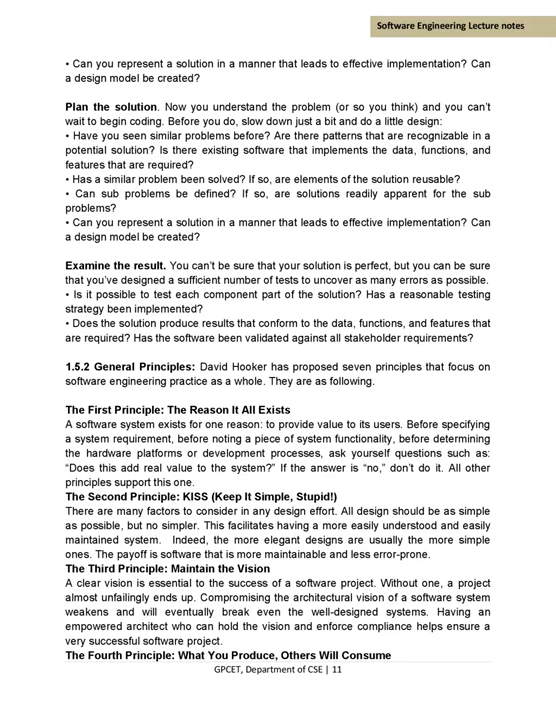 Software Engineering Lecture notes
• Can you represent a solution in a manner that leads to effective implementation? Can
a design model be created?
Plan the solution. Now you understand the problem (or so you think) and you can't
wait to begin coding. Before you do, slow down just a bit and do a little design:
• Have you seen similar problems before? Are there patterns that are recognizable in a
potential solution? Is there existing software that implements the data, functions, and
features that are required?
• Has a similar problem been solved? If so, are elements of the solution reusable?
• Can sub problems be defined? If so, are solutions readily apparent for the sub
problems?
• Can you represent a solution in a manner that leads to effective implementation? Can
a design model be created?
Examine the result. You can't be sure that your solution is perfect, but you can be sure
that you've designed a sufficient number of tests to uncover as many errors as possible.
• Is it possible to test each component part of the solution? Has a reasonable testing
strategy been implemented?
• Does the solution produce results that conform to the data, functions, and features that
are required? Has the software been validated against all stakeholder requirements?
1.5.2 General Principles: David Hooker has proposed seven principles that focus on
software engineering practice as a whole. They are as following.
The First Principle: The Reason It All Exists
A software system exists for one reason: to provide value to its users. Before specifying
a system requirement, before noting a piece of system functionality, before determining
the hardware platforms or development processes, ask yourself questions such as:
“Does this add real value to the system?” If the answer is “no,” don't do it. All other
principles support this one.
The Second Principle: KISS (Keep It Simple, Stupid!)
There are many factors to consider in any design effort. All design should be as simple
as possible, but no simpler. This facilitates having a more easily understood and easily
maintained system. Indeed, the more elegant designs are usually the more simple
ones. The payoff is software that is more maintainable and less error-prone.
The Third Principle: Maintain the Vision
A clear vision is essential to the success of a software project. Without one, a project
almost unfailingly ends up. Compromising the architectural vision of a software system
weakens and will eventually break even the well-designed systems. Having an
empowered architect who can hold the vision and enforce compliance helps ensure a
very successful software project.
The Fourth Principle: What You Produce, Others Will Consume
GPCET, Department of CSE | 11